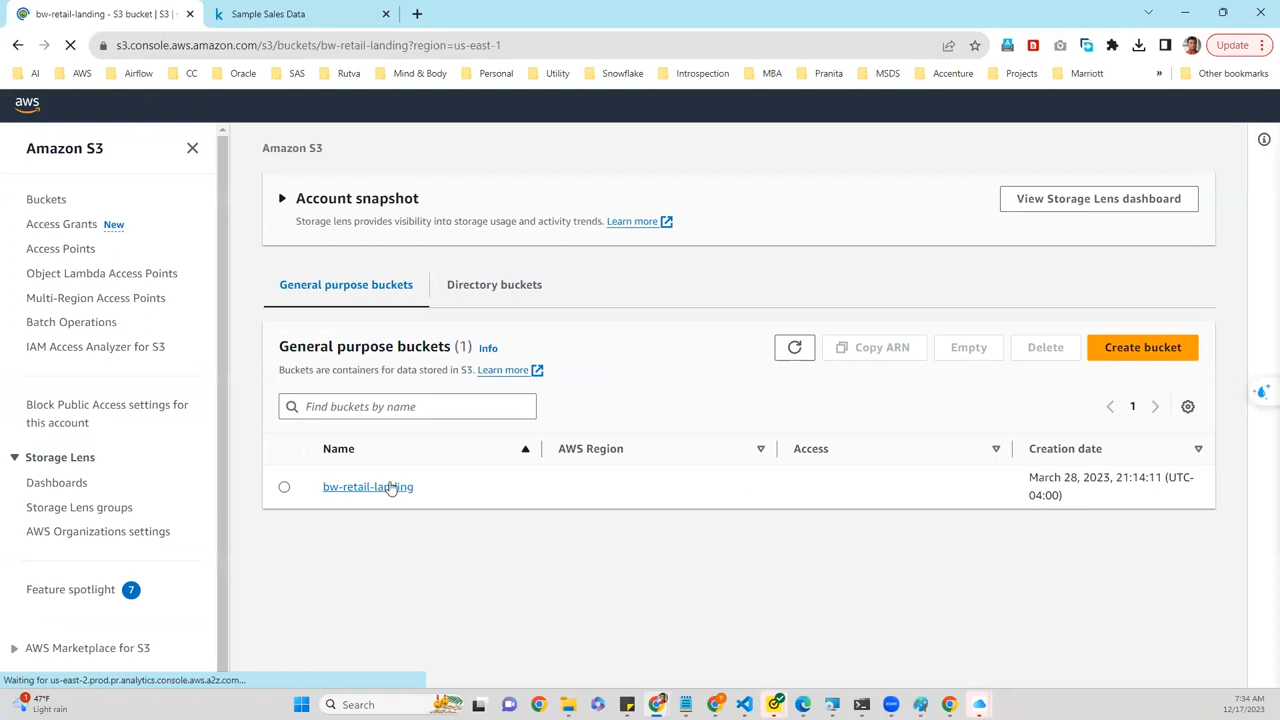 bw-retail-landing - S3 bucket | S3 |
Sample Sales Data
s3.console.aws.amazon.com/s3/buckets/bw-retail-landing?region=us-east-1
Update
AI
AWS
Airflow
CC
Oracle
SAS
Rutva
Mind & Body
Personal
Utility
Snowflake
Introspection
MBA
Pranita
MSDS
Accenture
Projects
Marriott
»
Other bookmarks
aws
Amazon S3
Buckets
Access Grants New
Access Points
Object Lambda Access Points
Multi-Region Access Points
Batch Operations
IAM Access Analyzer for S3
Block Public Access settings for
this account
Storage Lens
Dashboards
Storage Lens groups
AWS Organizations settings
Feature spotlight 7
AWS Marketplace for S3
Amazon S3
Account snapshot
Storage lens provides visibility into storage usage and activity trends. Learn more
View Storage Lens dashboard
General purpose buckets
Directory buckets
General purpose buckets (1) Info
Buckets are containers for data stored in S3. Learn more
Copy ARN
Empty
Delete
Create bucket
Find buckets by name
1
Name
AWS Region
Access
Creation date
bw-retail-landing
March 28, 2023, 21:14:11 (UTC-
04:00)
Waiting for us-east-2.prod.pr.analytics.console.aws.a2z.com...
1
47°F
Light rain
Search
7:34 AM
12/17/2023